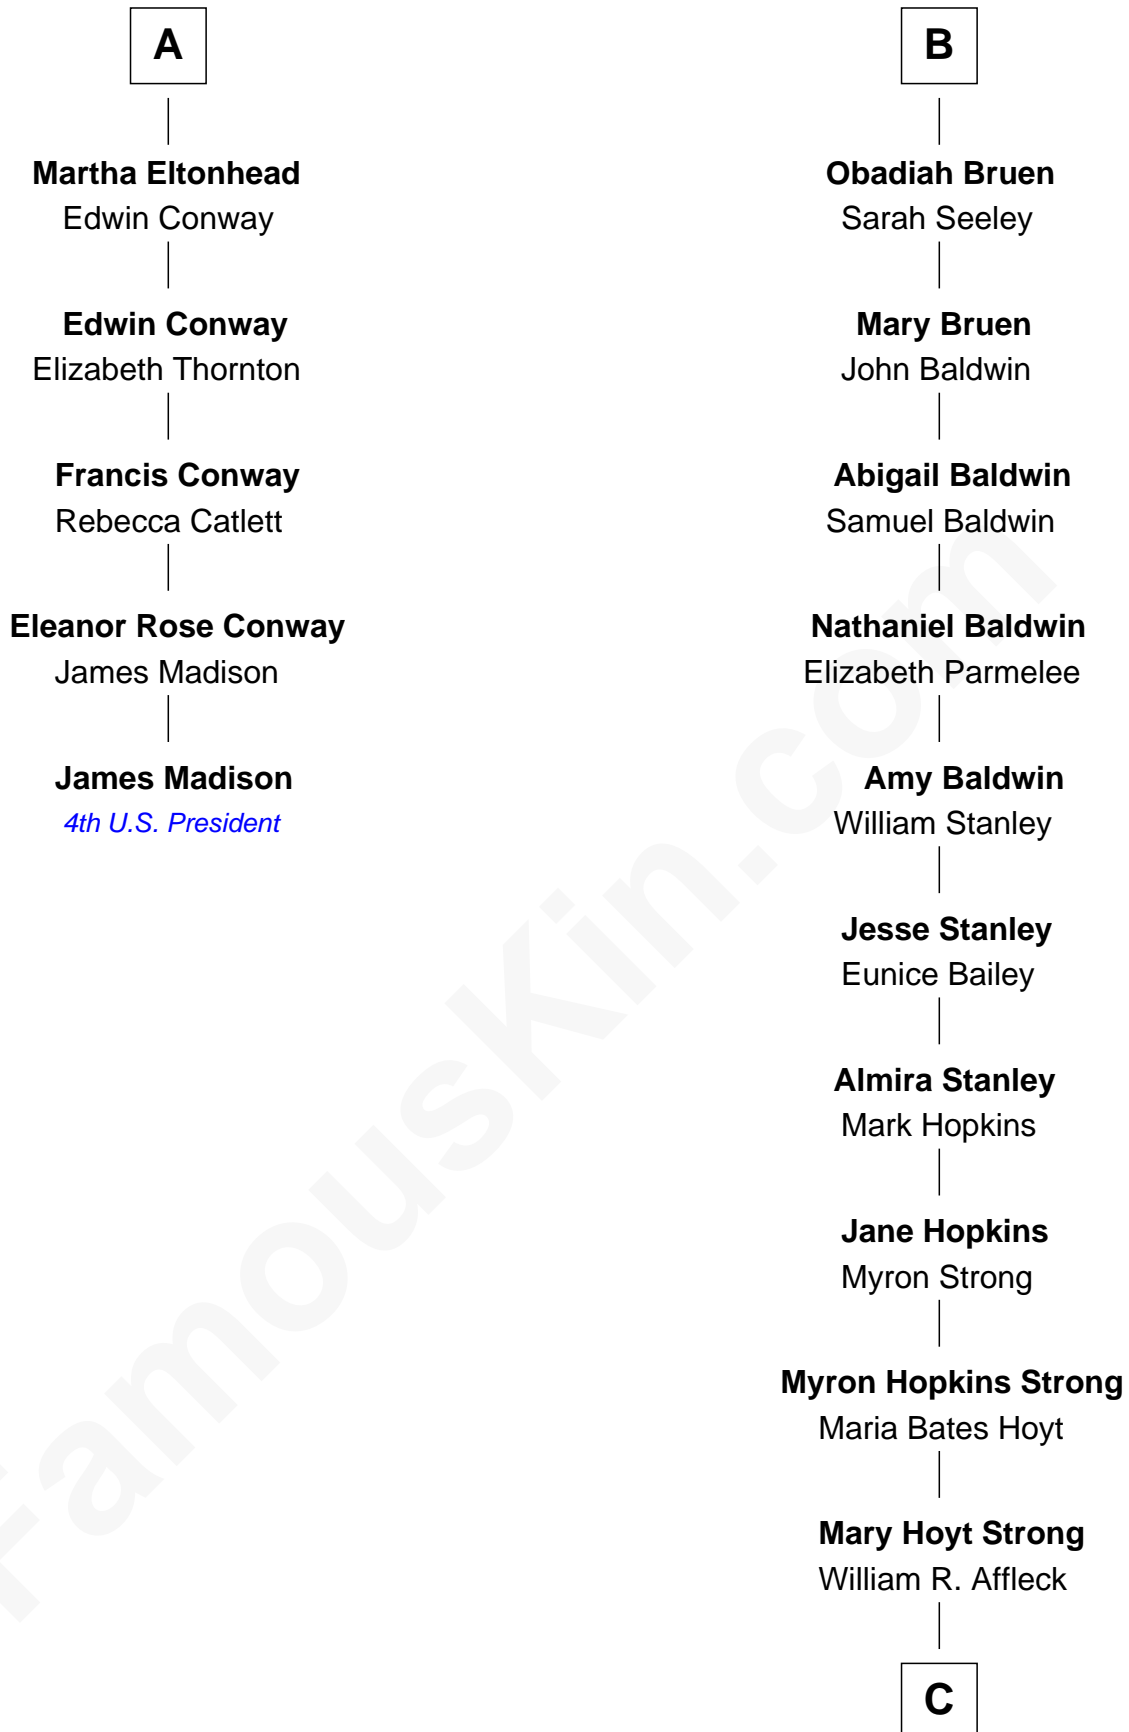 A
Martha Eltonhead
Edwin Conway
Edwin Conway
Elizabeth Thornton
Francis Conway
Rebecca Catlett
Eleanor Rose Conway
James Madison
James Madison
4th U.S. President
B
Obadiah Bruen
Sarah Seeley
Mary Bruen
John Baldwin
Abigail Baldwin
Samuel Baldwin
Nathaniel Baldwin
Elizabeth Parmelee
Amy Baldwin
William Stanley
Jesse Stanley
Eunice Bailey
Almira Stanley
Mark Hopkins
Jane Hopkins
Myron Strong
Myron Hopkins Strong
Maria Bates Hoyt
Mary Hoyt Strong
William R. Affleck
C
FamousKin.com